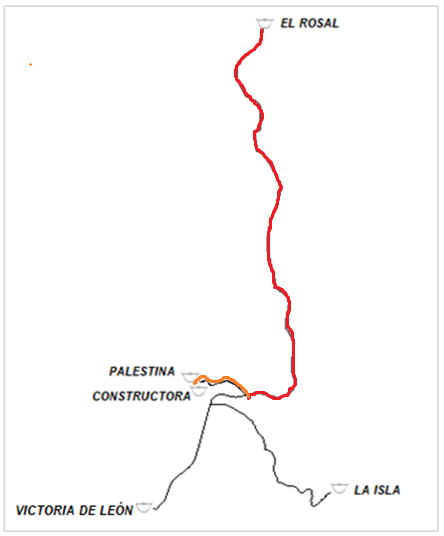 EL ROSAL
PALESTINA
CONSTRUCTORA
LA ISLA
VICTORIA DE LEÓN